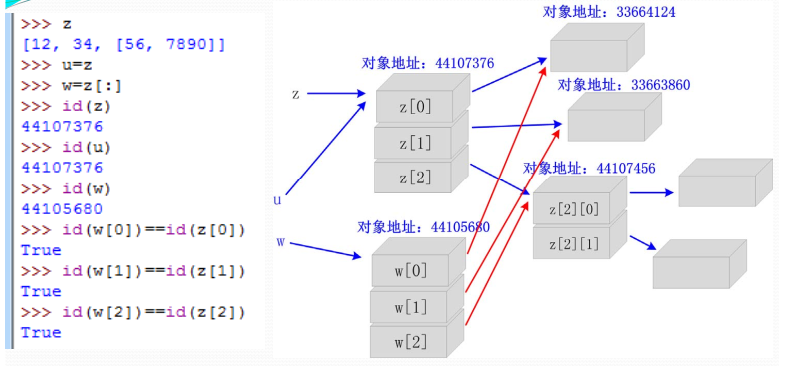 >>> z
[12, 34, [56, 7890]]
>>> u=z
>>> w=z[:]
>>> id(z)
44107376
>>> id(u)
44107376
>>> id(w)
44105680
>>> id(w[0])==id(z[0])
True
>>> id(w[1])==id(z[1])
True
>>> id(w[2])==id(z[2])
True
对象地址：33664124
对象地址：44107376
对象地址：33663860
z
z[0]
z[1]
z[2]
对象地址：44107456
z[2][0]
z[2][1]
u
对象地址：44105680
w
w[0]
w[1]
w[2]